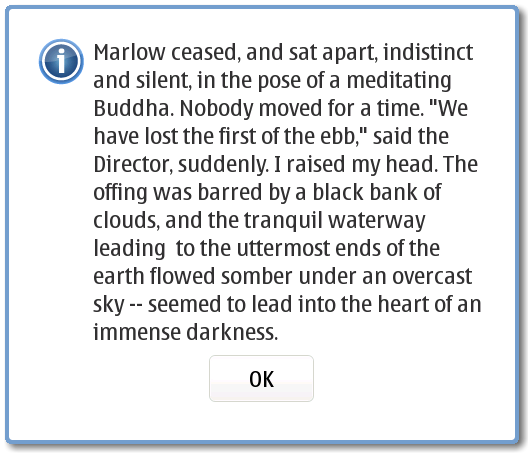 Marlow ceased, and sat apart, indistinct
and silent, in the pose of a meditating
Buddha. Nobody moved for a time. "We
have lost the first of the ebb," said the
Director, suddenly. I raised my head. The
offing was barred by a black bank of
clouds, and the tranquil waterway
leading  to the uttermost ends of the
earth flowed somber under an overcast
sky -- seemed to lead into the heart of an
immense darkness.
OK